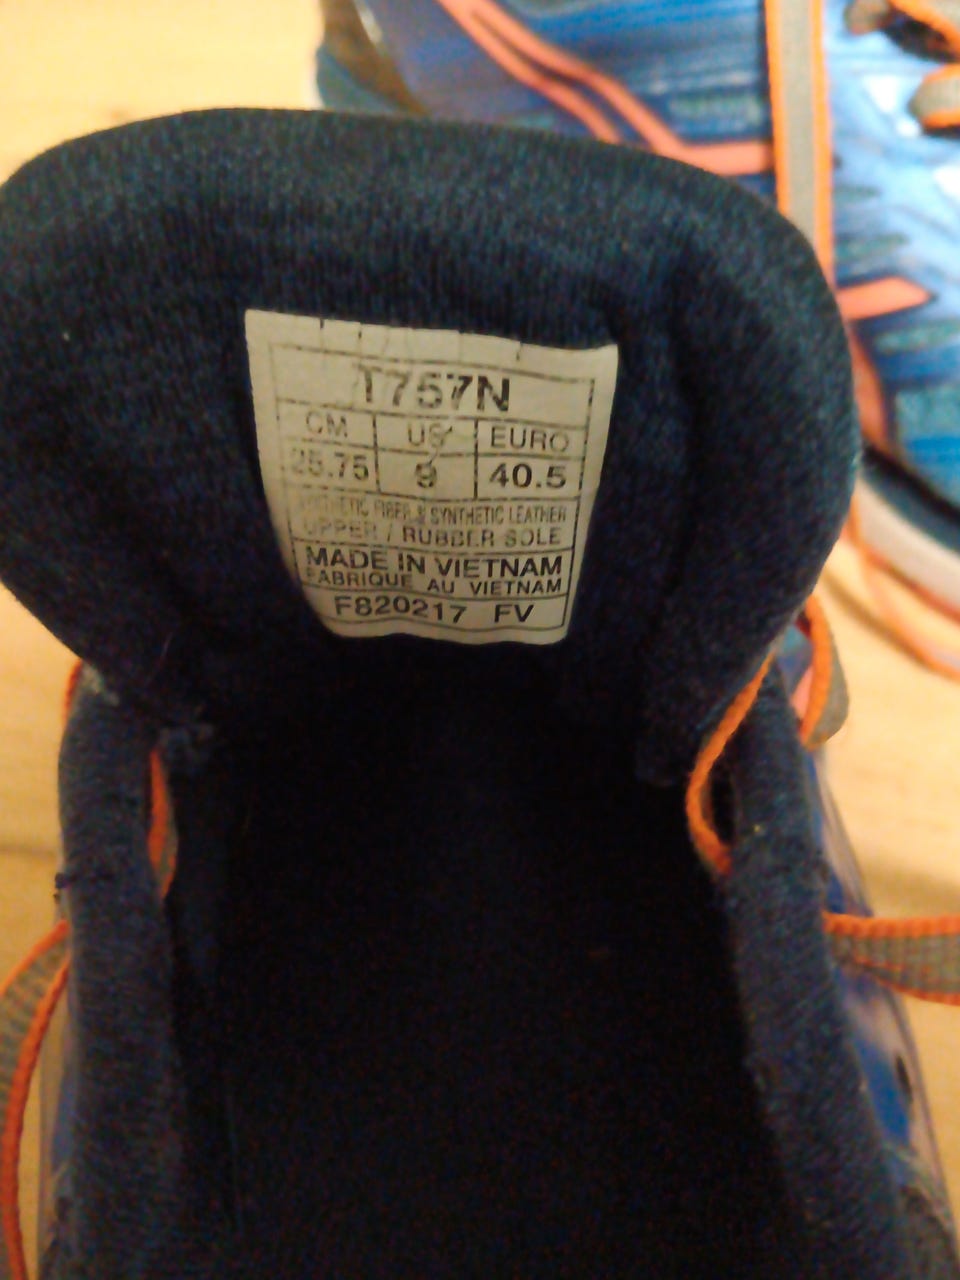 T757N
CM US EURO
25.75 9 40.5
SYNTHETIC FIBER & SYNTHETIC LEATHER
UPPER / RUBBER SOLE
MADE IN VIETNAM
FABRIQUE AU VIETNAM
F820217 FV